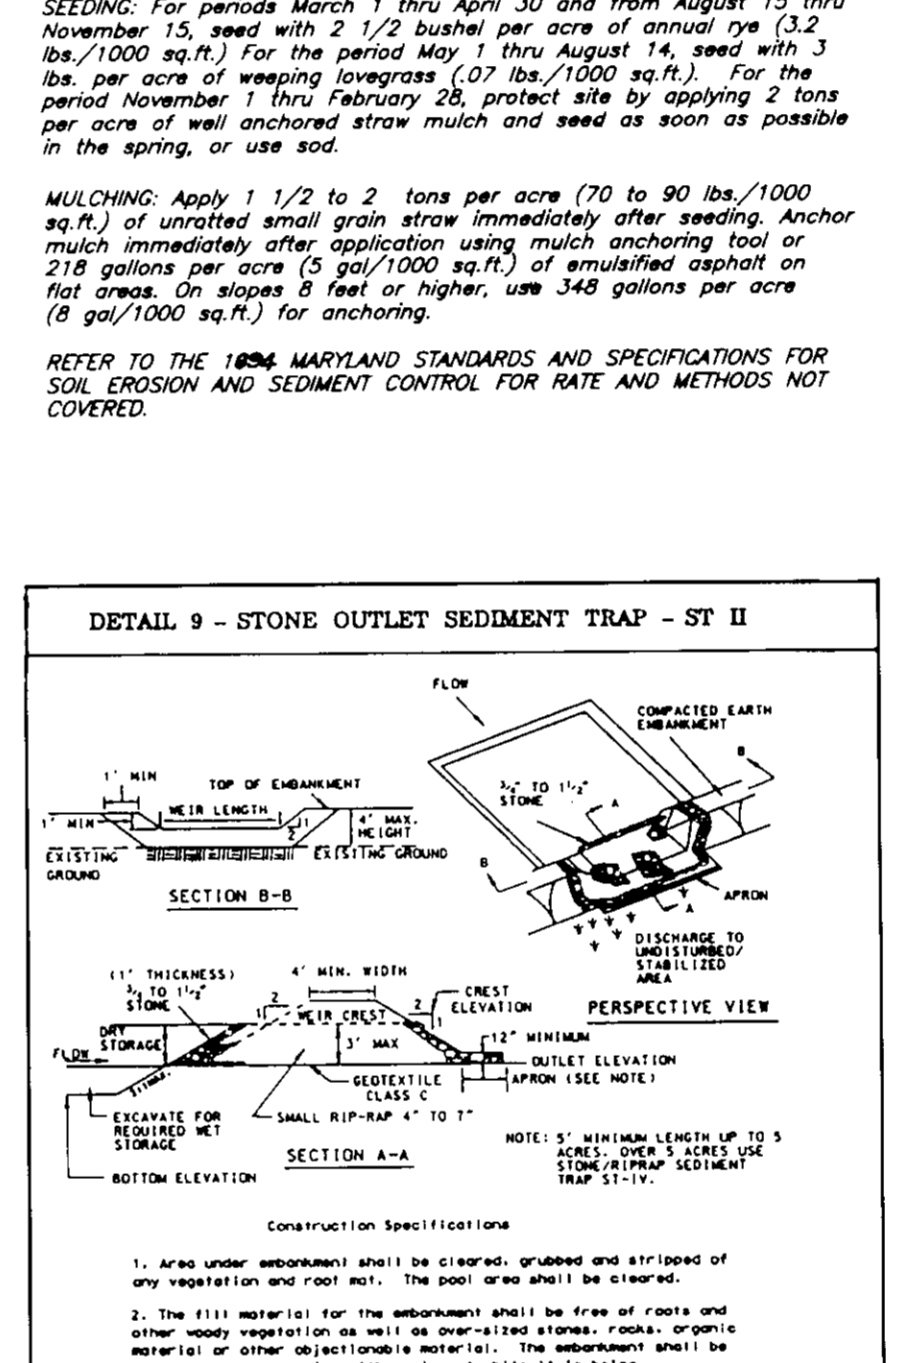 SEEDING: For periods March 1 thru April 30 and from August 15 thru
November 15, seed with 2 1/2 bushel per acre of annual rye (3.2
lbs./1000 sq.ft.) For the period May 1 thru August 14, seed with 3
lbs. per acre of weeping lovegrass (.07 lbs./1000 sq.ft.). For the
period November 1 thru February 28, protect site by applying 2 tons
per acre of well anchored straw mulch and seed as soon as possible
in the spring, or use sod.
MULCHING: Apply 1 1/2 to 2 tons per acre (70 to 90 lbs./1000
sq.ft.) of unrotted small grain straw immediately after seeding. Anchor
mulch immediately after application using mulch anchoring tool or
218 gallons per acre (5 gal/1000 sq.ft.) of emulsified asphalt on
flat areas. On slopes 8 feet or higher, use 348 gallons per acre
(8 gal/1000 sq.ft.) for anchoring.
REFER TO THE 1994 MARYLAND STANDARDS AND SPECIFICATIONS FOR
SOIL EROSION AND SEDIMENT CONTROL FOR RATE AND METHODS NOT
COVERED.
DETAIL 9 - STONE OUTLET SEDIMENT TRAP - ST II
FLOW
COMPACTED EARTH
EMBANKMENT
B
3/4" TO 1 1/2"
STONE
A
B
A
APRON
DISCHARGE TO
UNDISTURBED/
STABILIZED
AREA
PERSPECTIVE VIEW
1' MIN
TOP OF EMBANKMENT
WEIR LENGTH
1' MIN
1
2
4' MAX.
HEIGHT
EXISTING
GROUND
EXISTING GROUND
SECTION B-B
(1' THICKNESS)
3/4 TO 1 1/2"
STONE
4' MIN. WIDTH
2
1
WEIR CREST
2
1
CREST
ELEVATION
DRY
STORAGE
3' MAX
12" MINIMUM
FLOW
OUTLET ELEVATION
GEOTEXTILE
CLASS C
APRON (SEE NOTE)
EXCAVATE FOR
REQUIRED WET
STORAGE
SMALL RIP-RAP 4" TO 7"
SECTION A-A
BOTTOM ELEVATION
NOTE: 5' MINIMUM LENGTH UP TO 5
ACRES. OVER 5 ACRES USE
STONE/RIPRAP SEDIMENT
TRAP ST-IV.
Construction Specifications
1. Area under embankment shall be cleared, grubbed and stripped of
any vegetation and root mat. The pool area shall be cleared.
2. The fill material for the embankment shall be free of roots and
other woody vegetation as well as over-sized stones, rocks, organic
material or other objectionable material. The embankment shall be